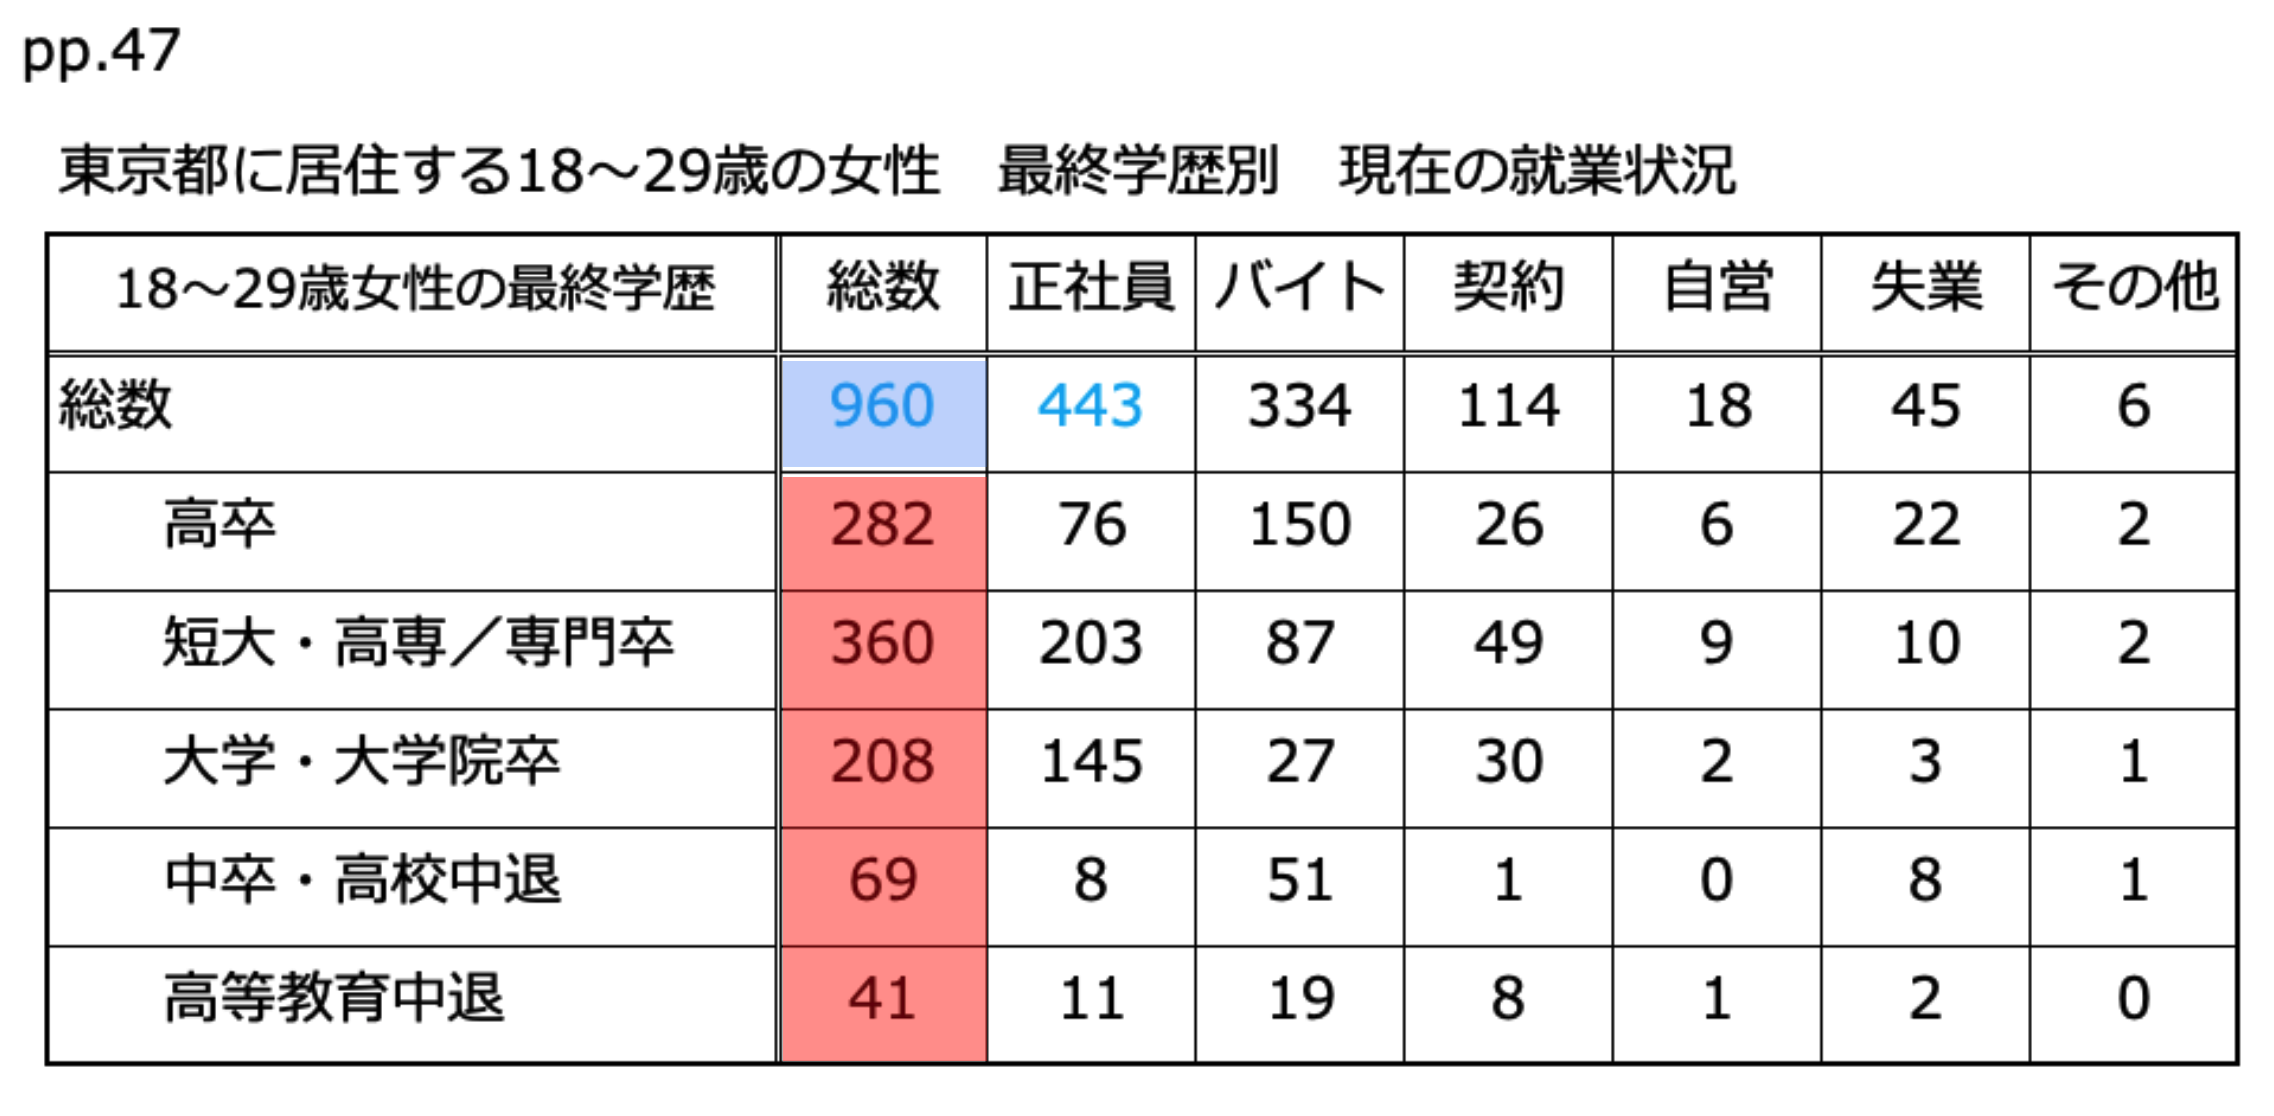 pp.47
東京都に居住する18～29歳の女性　最終学歴別　現在の就業状況
18～29歳女性の最終学歴 総数 正社員 バイト 契約 自営 失業 その他
総数 960 443 334 114 18 45 6
高卒 282 76 150 26 6 22 2
短大・高専／専門卒 360 203 87 49 9 10 2
大学・大学院卒 208 145 27 30 2 3 1
中卒・高校中退 69 8 51 1 0 8 1
高等教育中退 41 11 19 8 1 2 0